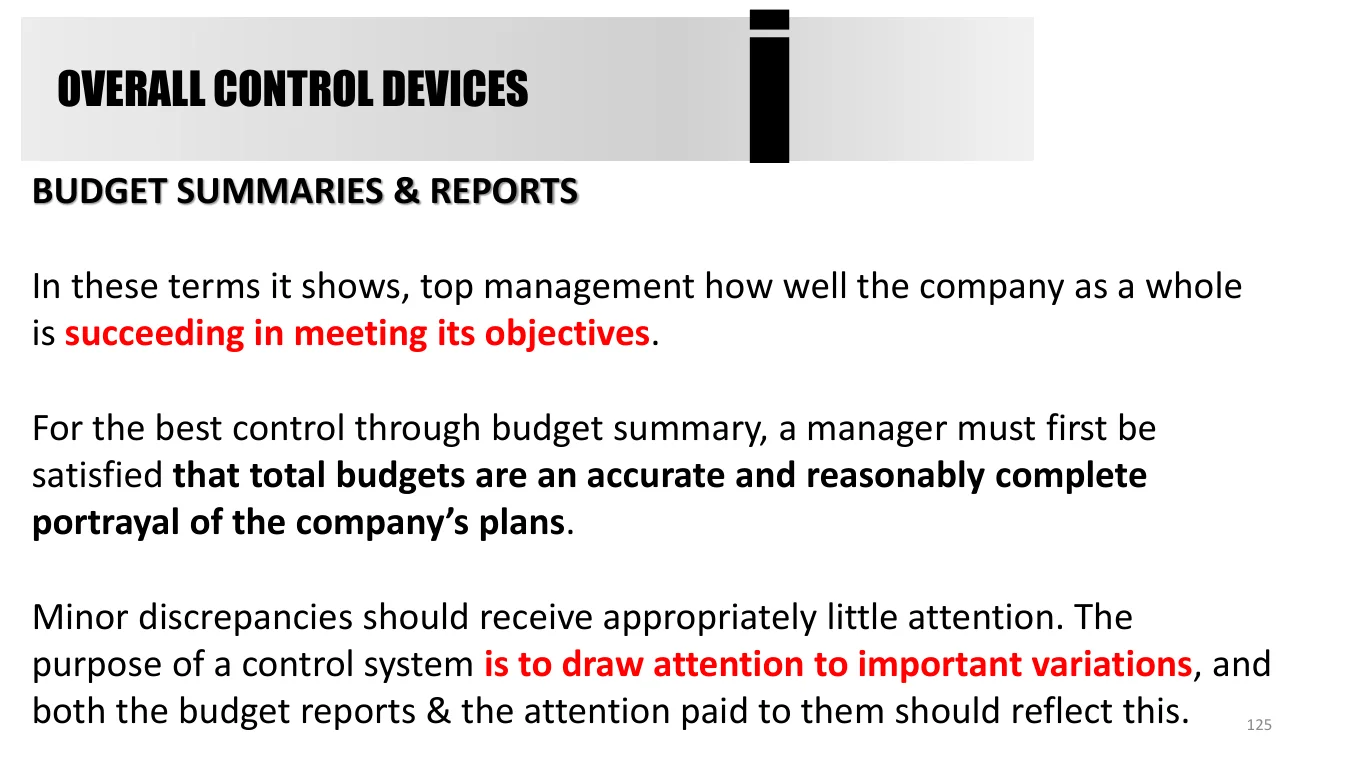 OVERALL CONTROL DEVICES
BUDGET SUMMARIES & REPORTS
In these terms it shows, top management how well the company as a whole
is succeeding in meeting its objectives.
For the best control through budget summary, a manager must first be
satisfied that total budgets are an accurate and reasonably complete
portrayal of the company’s plans.
Minor discrepancies should receive appropriately little attention. The
purpose of a control system is to draw attention to important variations, and
both the budget reports & the attention paid to them should reflect this.
125